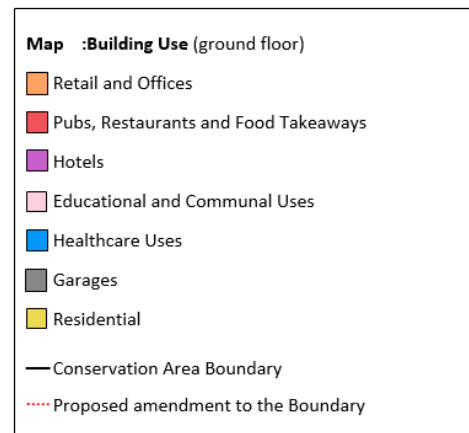 Map :Building Use (ground floor)
Retail and Offices
Pubs, Restaurants and Food Takeaways
Hotels
Educational and Communal Uses
Healthcare Uses
Garages
Residential
Conservation Area Boundary
Proposed amendment to the Boundary